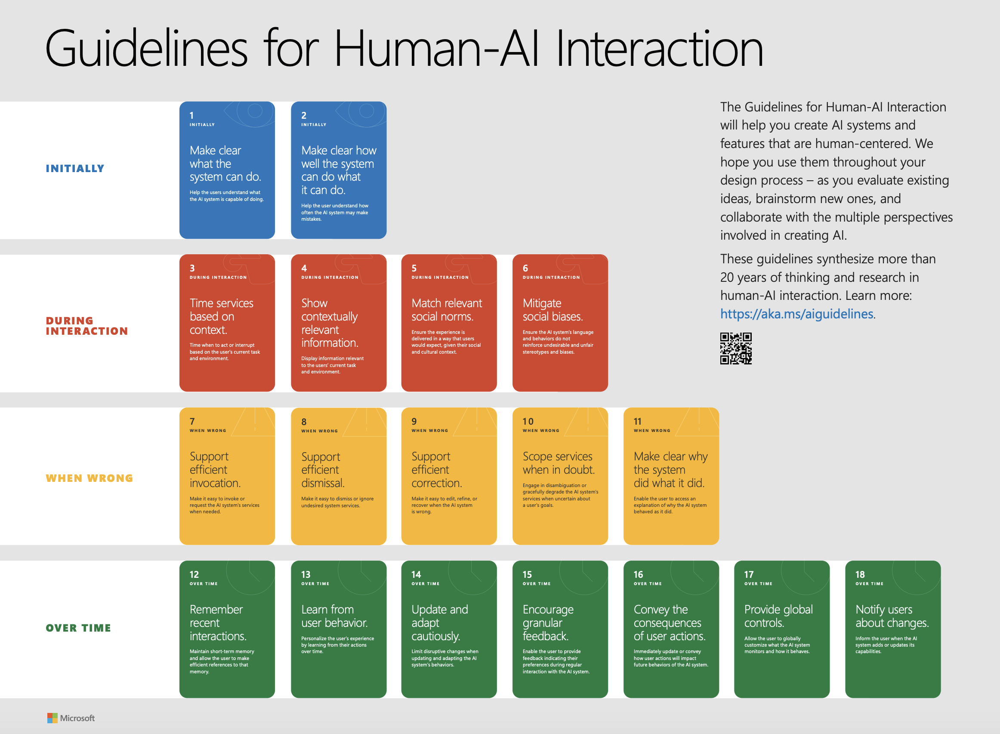 Guidelines for Human-AI Interaction
The Guidelines for Human-AI Interaction
will help you create AI systems and
features that are human-centered. We
hope you use them throughout your
design process – as you evaluate existing
ideas, brainstorm new ones, and
collaborate with the multiple perspectives
involved in creating AI.
These guidelines synthesize more than
20 years of thinking and research in
human-AI interaction. Learn more:
https://aka.ms/aiguidelines.
INITIALLY
1
INITIALLY
Make clear
what the
system can do.
Help the users understand what
the AI system is capable of doing.
2
INITIALLY
Make clear how
well the system
can do what
it can do.
Help the user understand how
often the AI system may make
mistakes.
DURING
INTERACTION
3
DURING INTERACTION
Time services
based on
context.
Time when to act or interrupt
based on the user's current task
and environment.
4
DURING INTERACTION
Show
contextually
relevant
information.
Display information relevant
to the users' current task
and environment.
5
DURING INTERACTION
Match relevant
social norms.
Ensure the experience is
delivered in a way that users
would expect, given their social
and cultural context.
6
DURING INTERACTION
Mitigate
social biases.
Ensure the AI system's language
and behaviors do not
reinforce undesirable and unfair
stereotypes and biases.
WHEN WRONG
7
WHEN WRONG
Support
efficient
invocation.
Make it easy to invoke or
request the AI system's services
when needed.
8
WHEN WRONG
Support
efficient
dismissal.
Make it easy to dismiss or ignore
undesired system services.
9
WHEN WRONG
Support
efficient
correction.
Make it easy to edit, refine, or
recover when the AI system
is wrong.
10
WHEN WRONG
Scope services
when in doubt.
Engage in disambiguation or
gracefully degrade the AI system's
services when uncertain about
a user's goals.
11
WHEN WRONG
Make clear why
the system
did what it did.
Enable the user to access an
explanation of why the AI system
behaved as it did.
OVER TIME
12
OVER TIME
Remember
recent
interactions.
Maintain short-term memory
and allow the user to make
efficient references to that
memory.
13
OVER TIME
Learn from
user behavior.
Personalize the user's experience
by learning from their actions
over time.
14
OVER TIME
Update and
adapt
cautiously.
Limit disruptive changes when
updating and adapting the AI
system's behaviors.
15
OVER TIME
Encourage
granular
feedback.
Enable the user to provide
feedback indicating their
preferences during regular
interaction with the AI system.
16
OVER TIME
Convey the
consequences
of user actions.
Immediately update or convey
how user actions will impact
future behaviors of the AI system.
17
OVER TIME
Provide global
controls.
Allow the user to globally
customize what the AI system
monitors and how it behaves.
18
OVER TIME
Notify users
about changes.
Inform the user when the AI
system adds or updates its
capabilities.
Microsoft